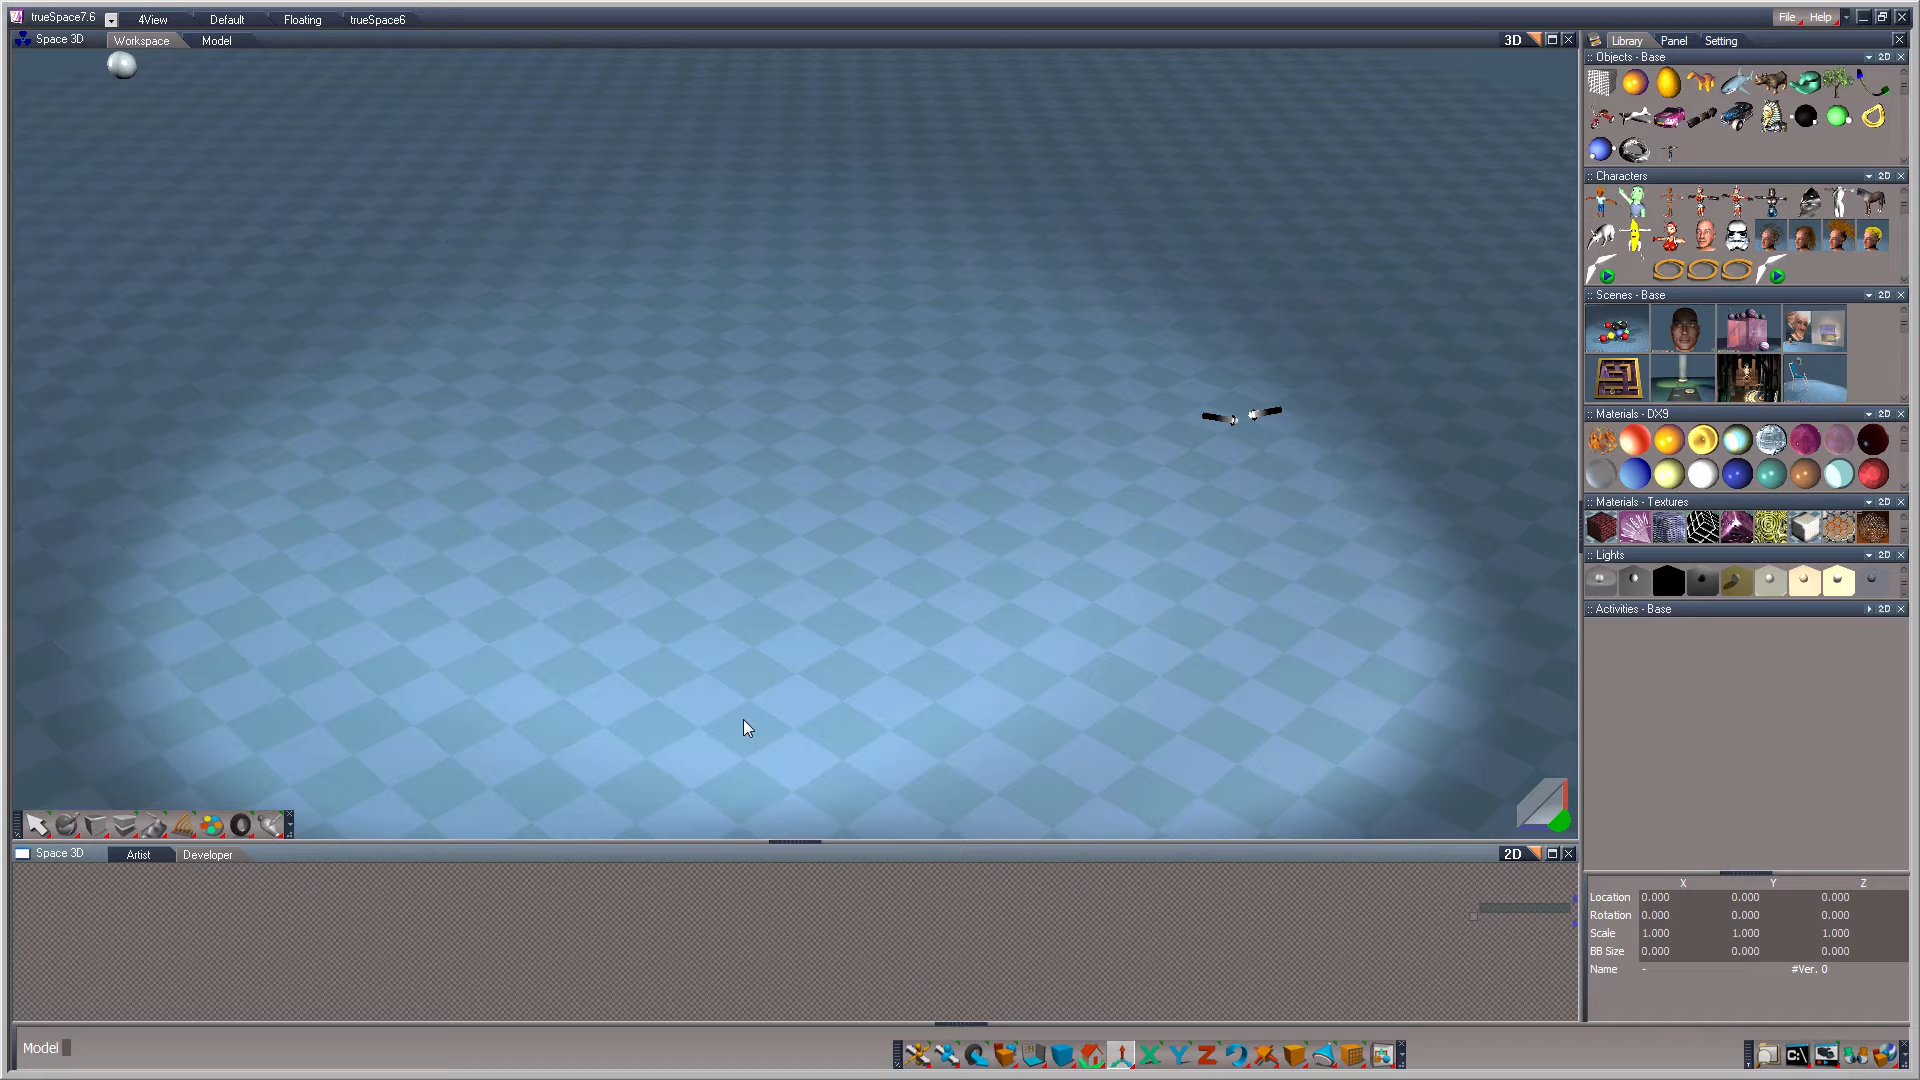 trueSpace7.6 4View Default Floating trueSpace6 File Help
Space 3D Workspace Model 3D
Library Panel Setting
:: Objects - Base 2D
:: Characters 2D
:: Scenes - Base 2D
:: Materials - DX9 2D
:: Materials - Textures 2D
:: Lights 2D
:: Activities - Base 2D
Space 3D Artist Developer 2D
X Y Z
Location 0.000 0.000 0.000
Rotation 0.000 0.000 0.000
Scale 1.000 1.000 1.000
BB Size 0.000 0.000 0.000
Name - #Ver. 0
Model
X Y Z
C:\